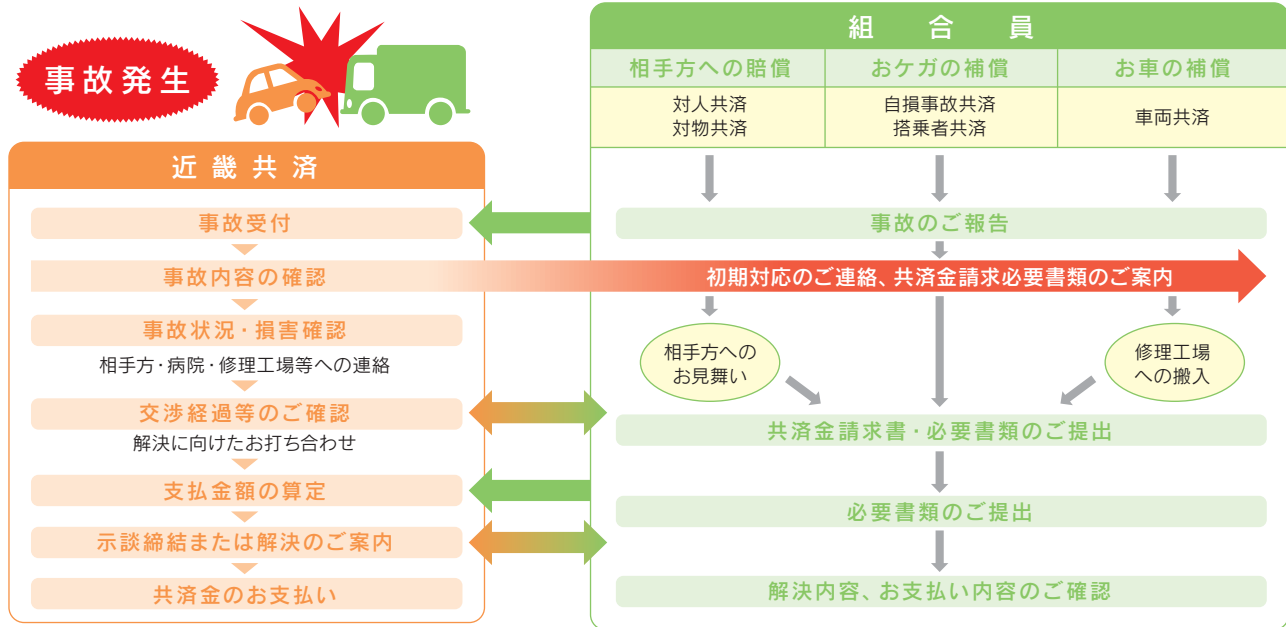 事故発生
近畿共済
事故受付
事故内容の確認
事故状況・損害確認
相手方・病院・修理工場等への連絡
交渉経過等のご確認
解決に向けたお打ち合わせ
支払金額の算定
示談締結または解決のご案内
共済金のお支払い
組合員
相手方への賠償
おケガの補償
お車の補償
対人共済
対物共済
自損事故共済
搭乗者共済
車両共済
事故のご報告
初期対応のご連絡、共済金請求必要書類のご案内
相手方への
お見舞い
修理工場
への搬入
共済金請求書・必要書類のご提出
必要書類のご提出
解決内容、お支払い内容のご確認